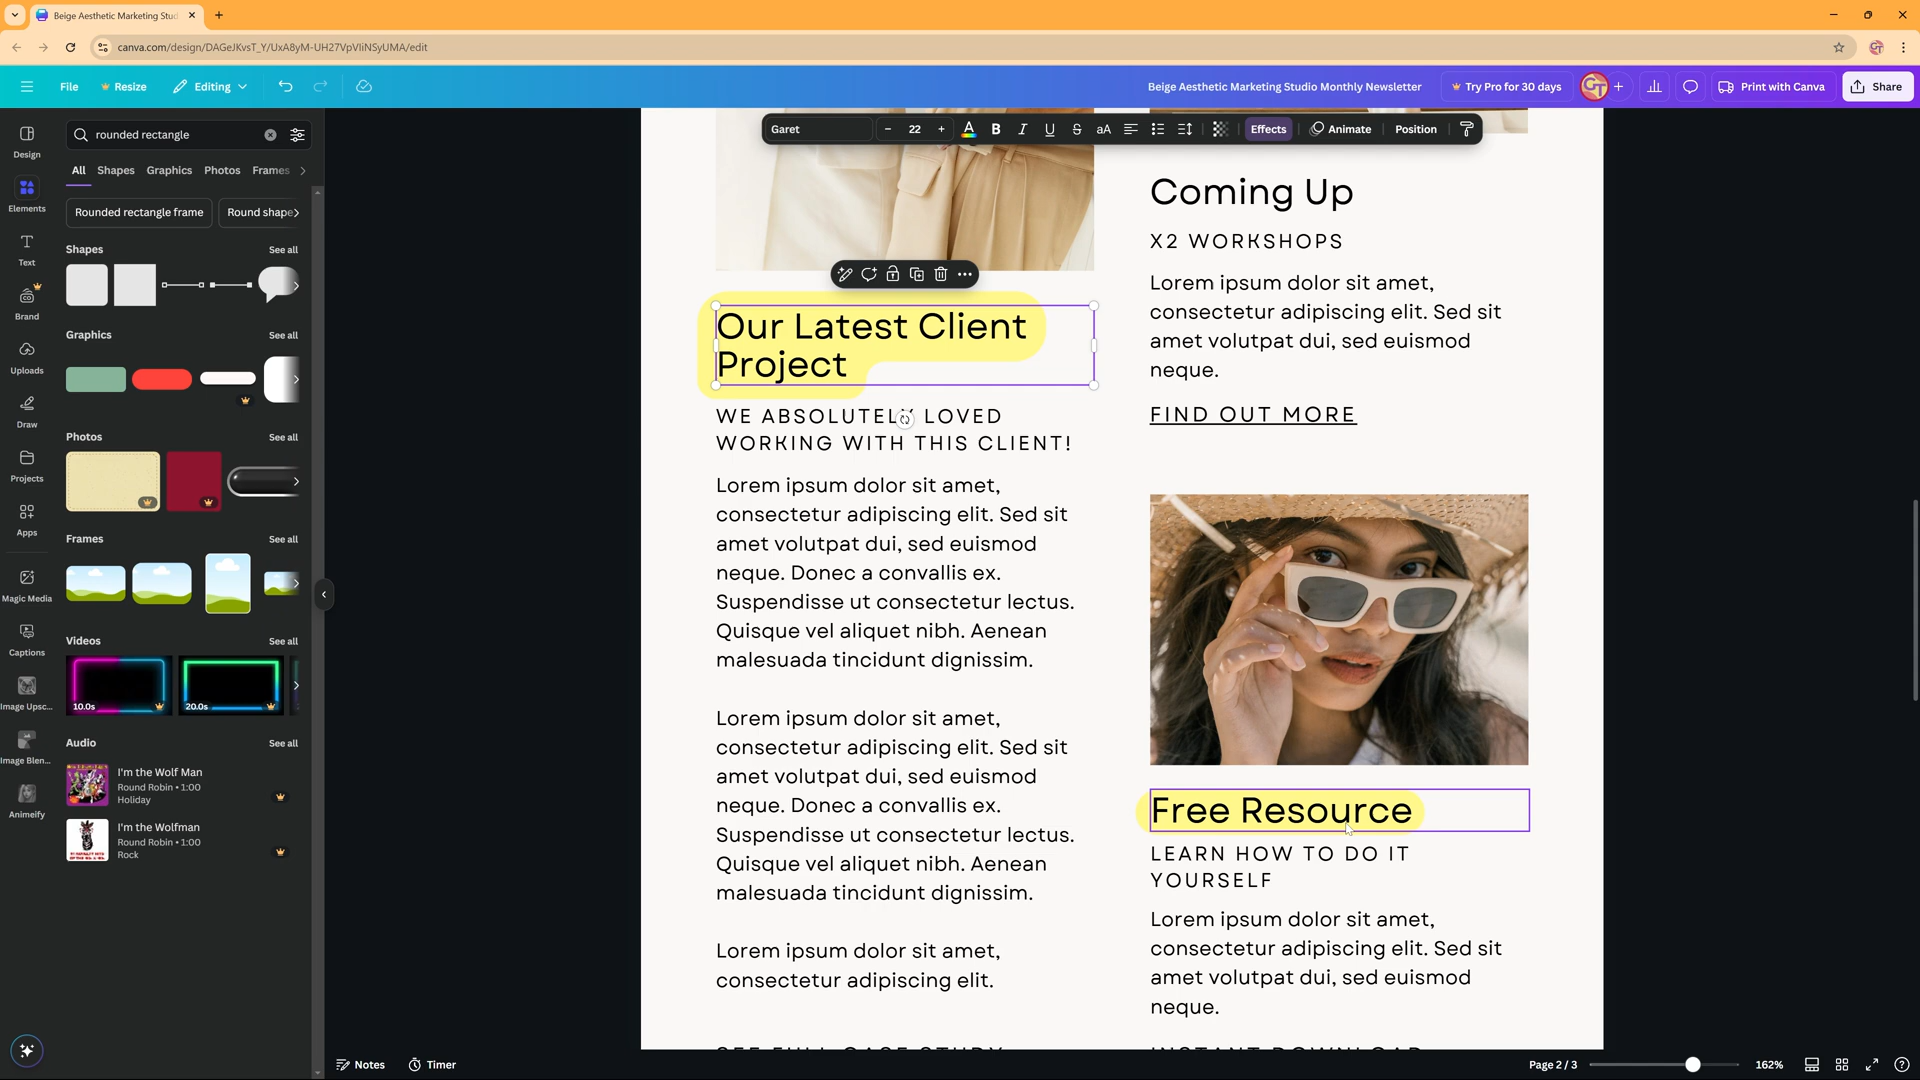 Beige Aesthetic Marketing Stud
canva.com/design/DAGeJKvsT_Y/UxA8yM-UH27VpVIiNSyUMA/edit
File
Resize
Editing
Beige Aesthetic Marketing Studio Monthly Newsletter
Try Pro for 30 days
Print with Canva
Share
Design
Elements
Text
Brand
Uploads
Draw
Projects
Apps
Magic Media
Captions
Image Upsc...
Image Blen...
Animeify
rounded rectangle
All
Shapes
Graphics
Photos
Frames
Rounded rectangle frame
Round shape
Shapes
See all
Graphics
See all
Photos
See all
Frames
See all
Videos
See all
10.0s
20.0s
Audio
See all
I'm the Wolf Man
Round Robin • 1:00
Holiday
I'm the Wolfman
Round Robin • 1:00
Rock
Garet
– 22 +
A
B
I
U
S
aA
Effects
Animate
Position
Our Latest Client
Project
WE ABSOLUTELY LOVED
WORKING WITH THIS CLIENT!
Lorem ipsum dolor sit amet,
consectetur adipiscing elit. Sed sit
amet volutpat dui, sed euismod
neque. Donec a convallis ex.
Suspendisse ut consectetur lectus.
Quisque vel aliquet nibh. Aenean
malesuada tincidunt dignissim.
Lorem ipsum dolor sit amet,
consectetur adipiscing elit. Sed sit
amet volutpat dui, sed euismod
neque. Donec a convallis ex.
Suspendisse ut consectetur lectus.
Quisque vel aliquet nibh. Aenean
malesuada tincidunt dignissim.
Lorem ipsum dolor sit amet,
consectetur adipiscing elit.
SEE FULL CASE STUDY
Coming Up
X2 WORKSHOPS
Lorem ipsum dolor sit amet,
consectetur adipiscing elit. Sed sit
amet volutpat dui, sed euismod
neque.
FIND OUT MORE
Free Resource
LEARN HOW TO DO IT
YOURSELF
Lorem ipsum dolor sit amet,
consectetur adipiscing elit. Sed sit
amet volutpat dui, sed euismod
neque.
INSTANT DOWNLOAD
Notes
Timer
Page 2 / 3
162%